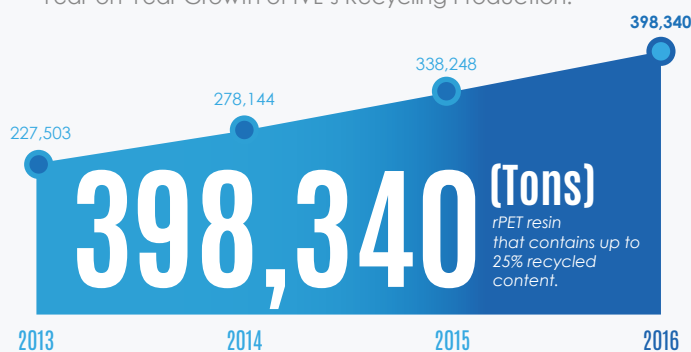 398,340
338,248
278,144
227,503
398,340
(Tons)
rPET resin
that contains up to
25% recycled
content.
2013 2014 2015 2016